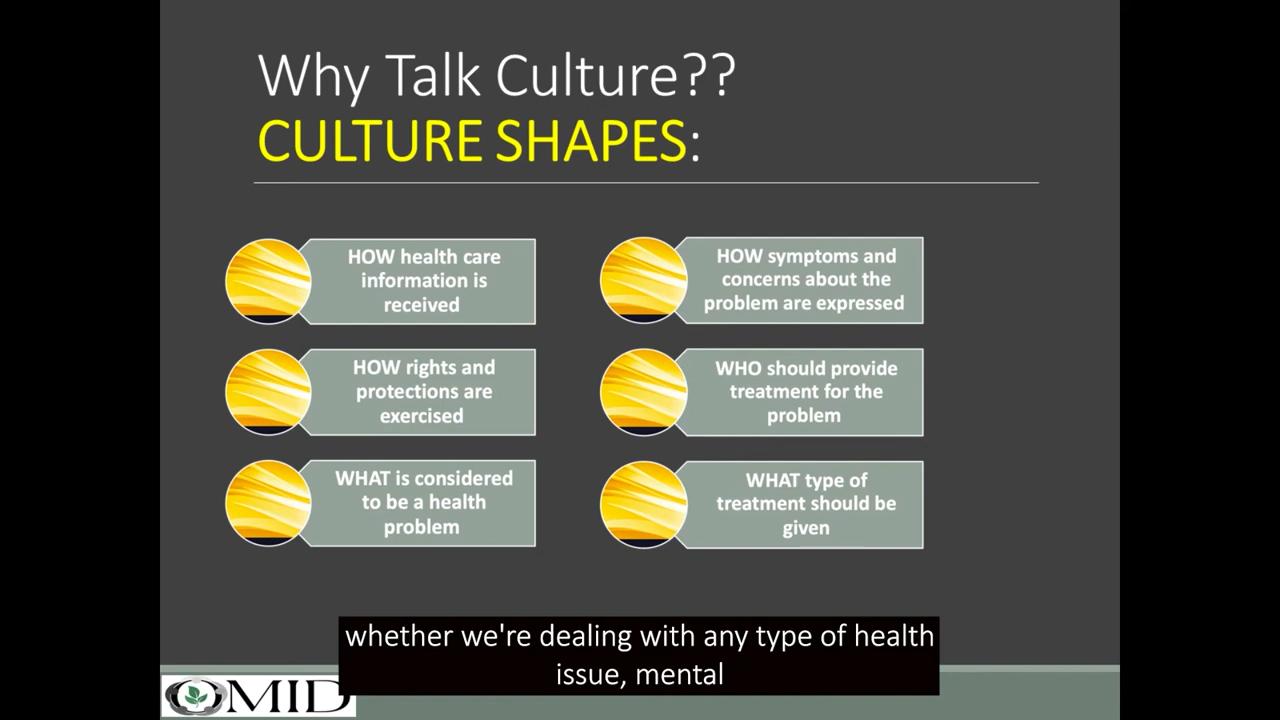 Why Talk Culture??
CULTURE SHAPES:
HOW health care
information is
received
HOW symptoms and
concerns about the
problem are expressed
HOW rights and
protections are
exercised
WHO should provide
treatment for the
problem
WHAT is considered
to be a health
problem
WHAT type of
treatment should be
given
whether we're dealing with any type of health
issue, mental
OMID